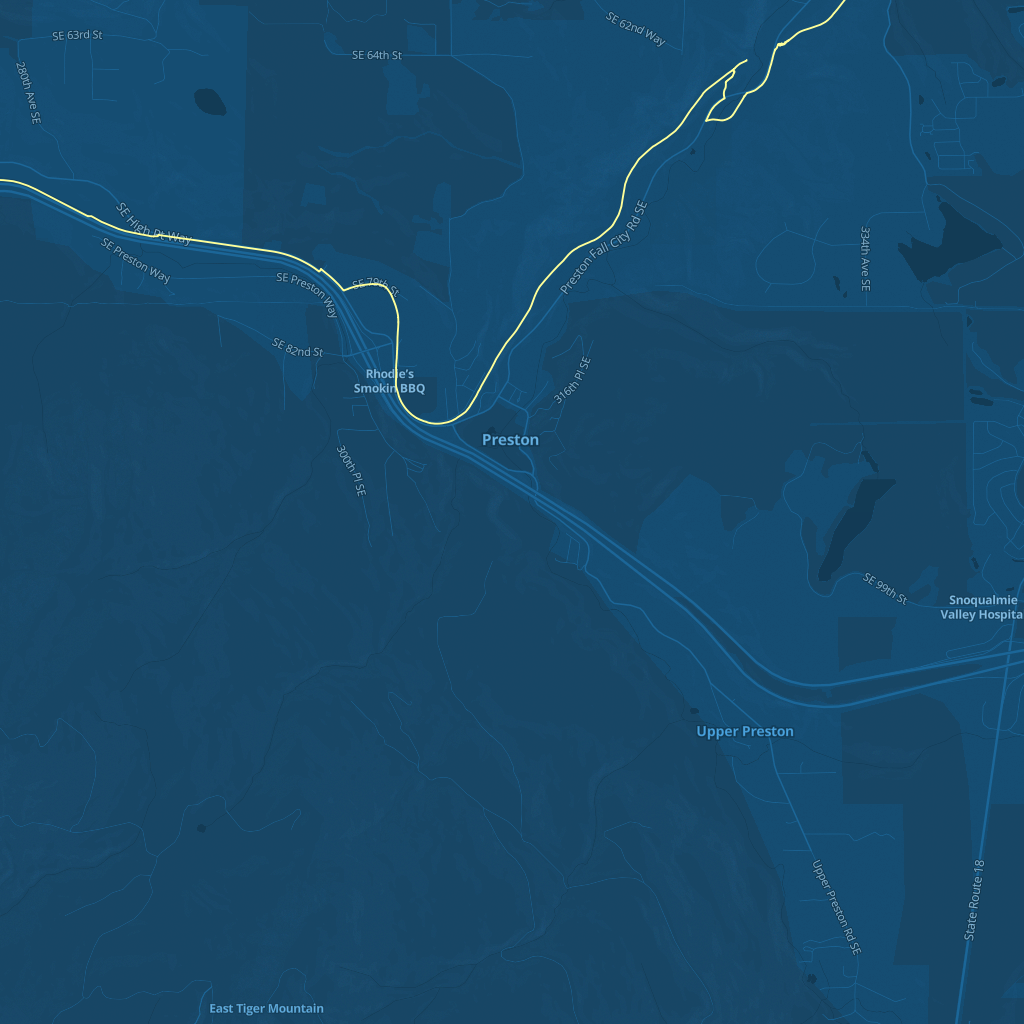 SE 62nd Way
SE 63rd St
SE 64th St
280th Ave SE
SE High Pt Way
SE Preston Way
SE Preston Way
SE 79th St
Preston Fall City Rd SE
334th Ave SE
SE 82nd St
Rhodie's
Smokin BBQ
316th Pl SE
Preston
300th Pl SE
SE 99th St
Snoqualmie
Valley Hospita
Upper Preston
Upper Preston Rd SE
State Route 18
East Tiger Mountain